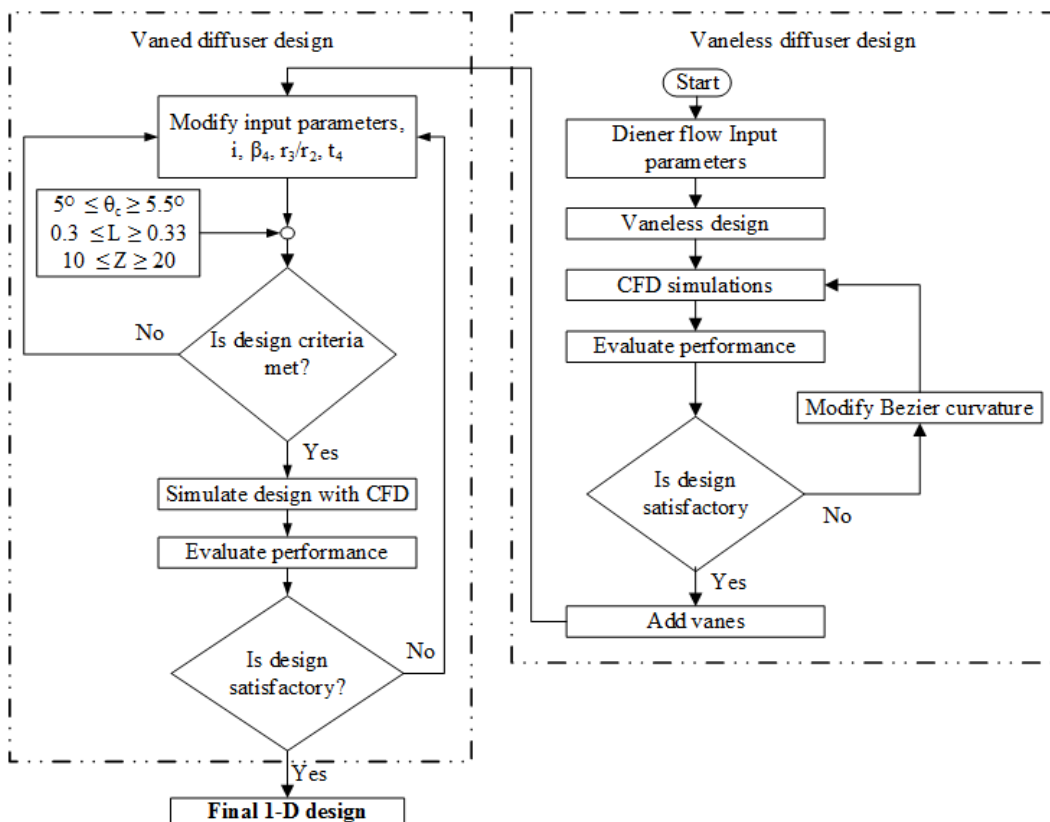 Vaned diffuser design
Modify input parameters,
i, β4, r3/r2, t4
5O ≤ θc ≥ 5.5O
0.3 ≤L ≥ 0.33
10 ≤Z ≥ 20
No
Is design criteria
met?
Yes
Simulate design with CFD
Evaluate performance
Is design
satisfactory?
No
Yes
Final 1-D design
Vaneless diffuser design
Start
Diener flow Input
parameters
Vaneless design
CFD simulations
Evaluate performance
Modify Bezier curvature
Is design
satisfactory
No
Yes
Add vanes